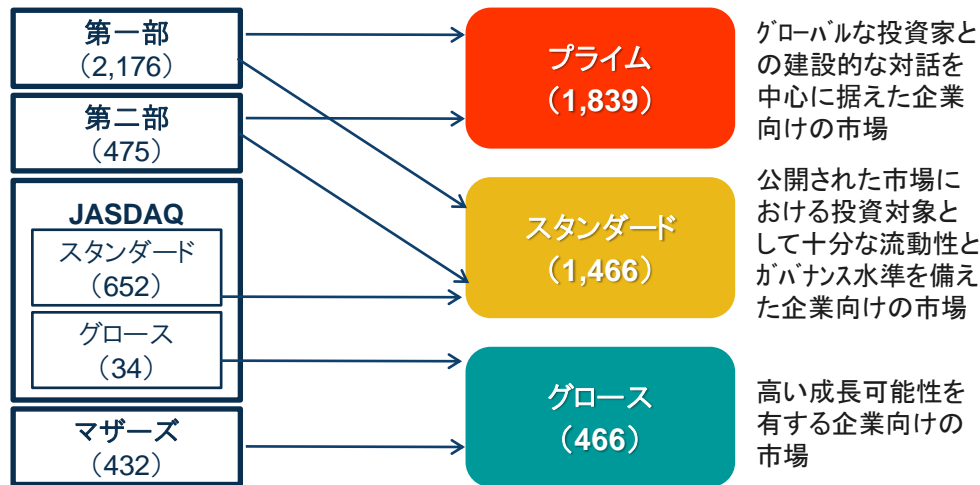 第一部
（2,176）
第二部
（475）
JASDAQ
スタンダード
（652）
グロース
（34）
マザーズ
（432）
プライム
（1,839）
スタンダード
（1,466）
グロース
（466）
ｸﾞﾛｰﾊﾞﾙな投資家と
の建設的な対話を
中心に据えた企業
向けの市場
公開された市場に
おける投資対象と
して十分な流動性と
ｶﾞﾊﾞﾅﾝｽ水準を備え
た企業向けの市場
高い成長可能性を
有する企業向けの
市場